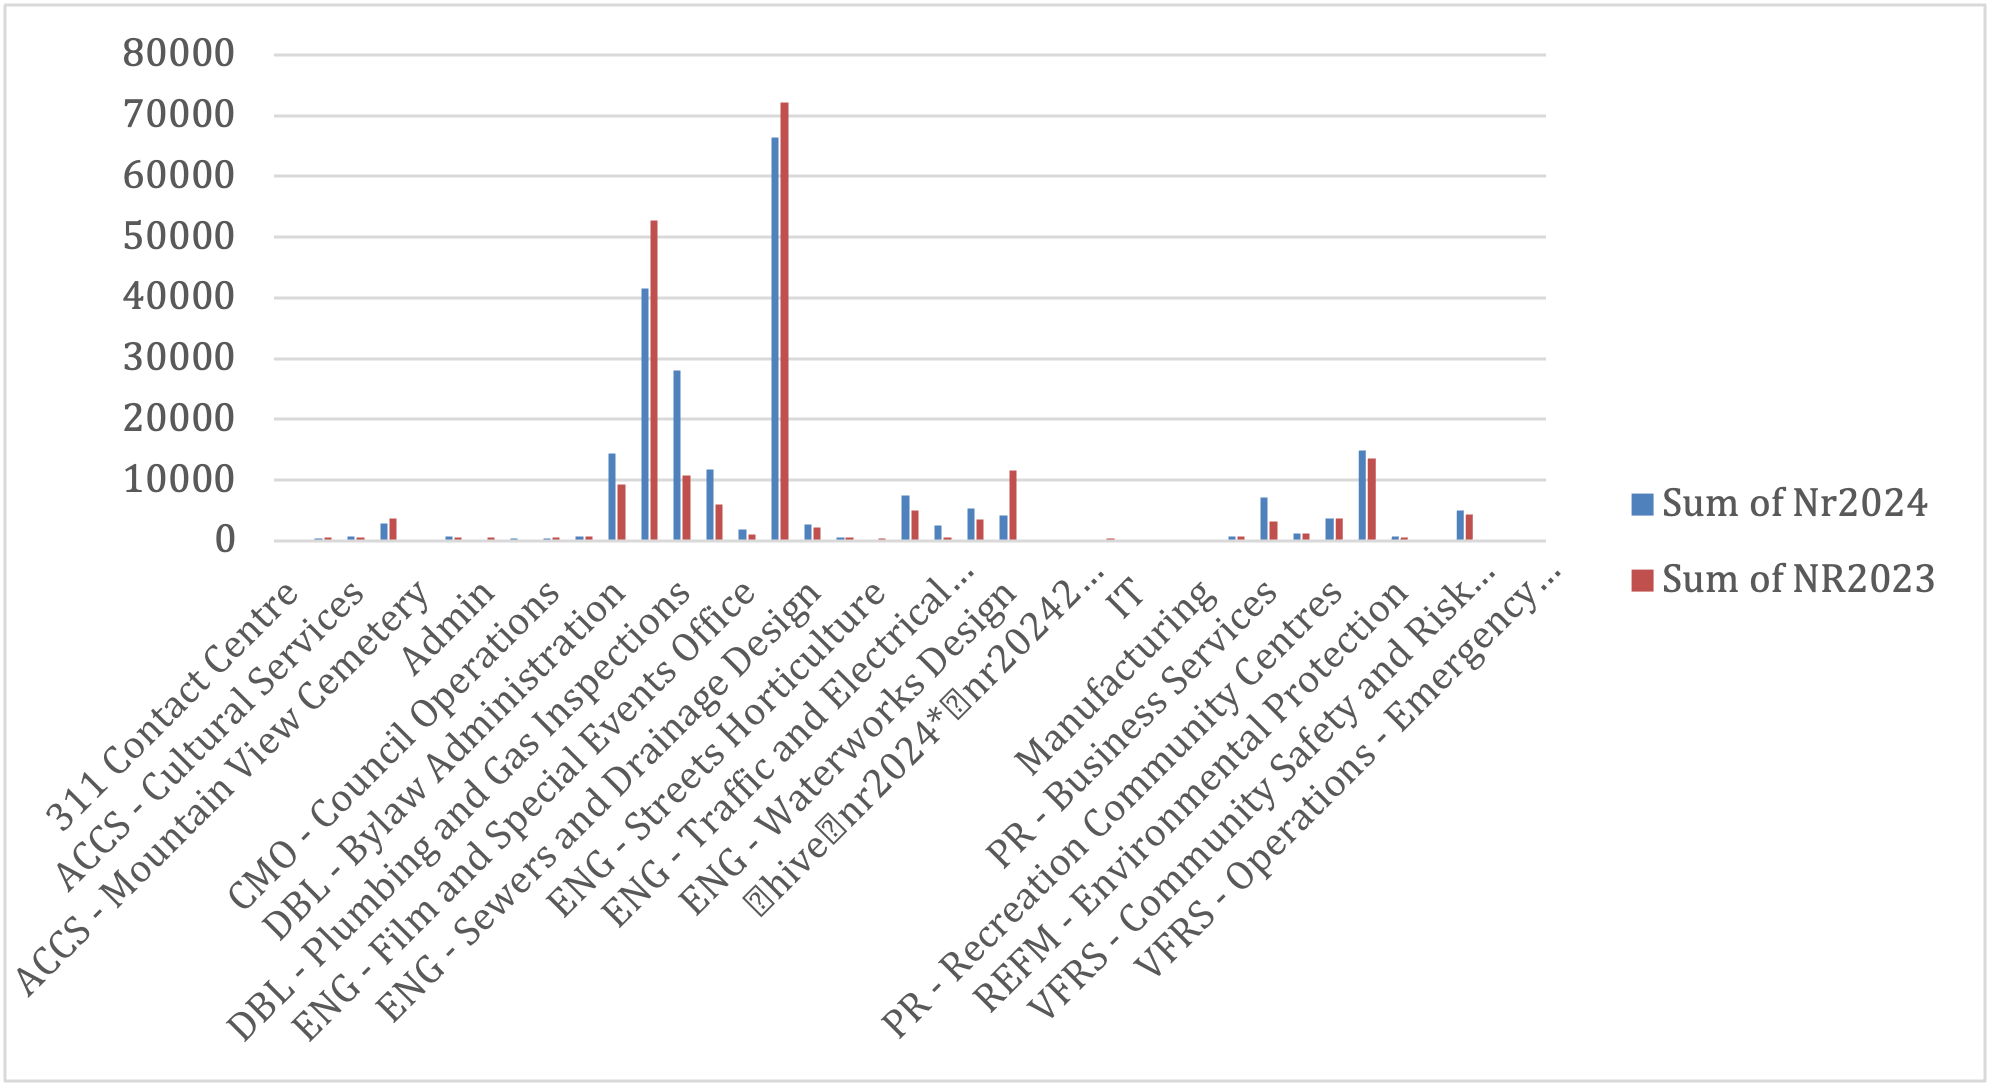 80000
70000
60000
50000
40000
30000
20000
10000
0
311 Contact Centre
ACCS - Cultural Services
ACCS - Mountain View Cemetery
Admin
CMO - Council Operations
DBL - Bylaw Administration
DBL - Plumbing and Gas Inspections
ENG - Film and Special Events Office
ENG - Sewers and Drainage Design
ENG - Streets Horticulture
ENG - Traffic and Electrical…
ENG - Waterworks Design
⍰hive⍰nr2024*⍰nr20242…
IT
Manufacturing
PR - Business Services
PR - Recreation Community Centres
REFM - Environmental Protection
VFRS - Community Safety and Risk…
VFRS - Operations - Emergency…
Sum of Nr2024
Sum of NR2023